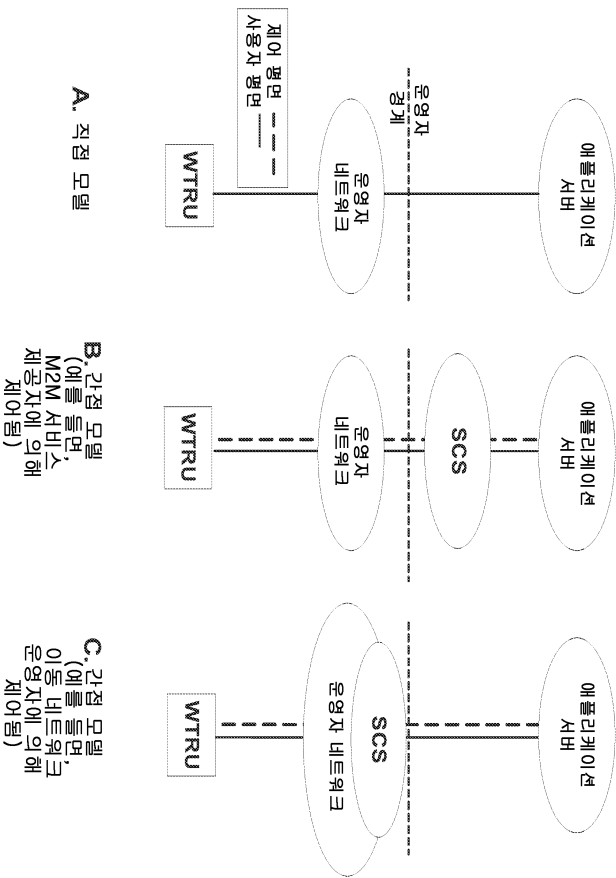 애플리케이션
서버
운영자
경계
운영자
네트워크
제어 평면
사용자 평면
WTRU
A. 직접 모델
애플리케이션
서버
SCS
운영자
네트워크
WTRU
B. 간접 모델
(예를 들면,
M2M 서비스
제공자에 의해
제어됨)
애플리케이션
서버
SCS
운영자 네트워크
WTRU
C. 간접 모델
(예를 들면,
이동 네트워크
운영자에 의해
제어됨)